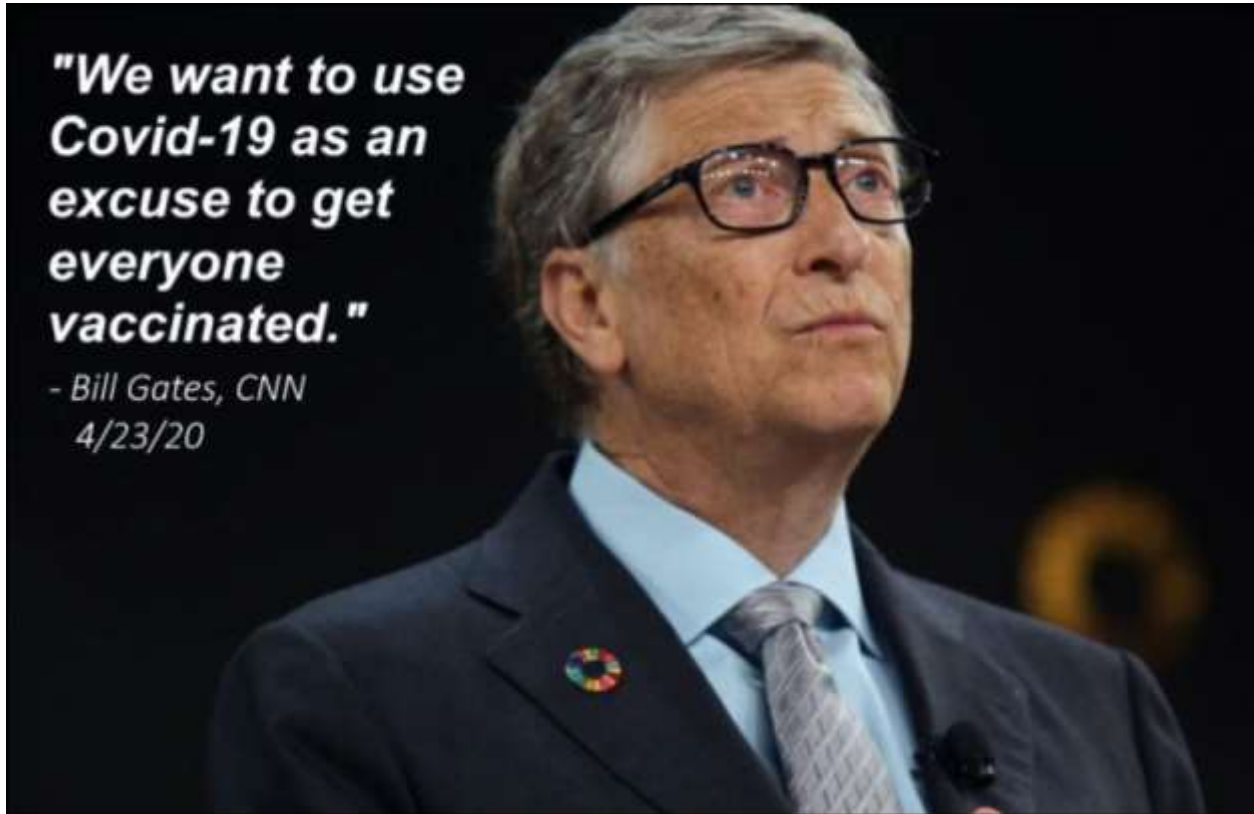 "We want to use
Covid-19 as an
excuse to get
everyone
vaccinated."
- Bill Gates, CNN
4/23/20